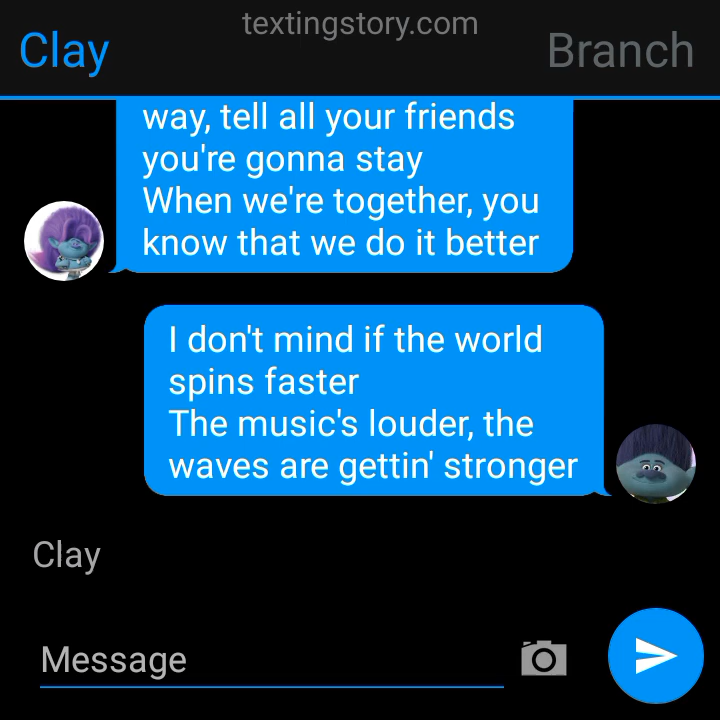 textingstory.com
Clay
Branch
way, tell all your friends
you're gonna stay
When we're together, you
know that we do it better
I don't mind if the world
spins faster
The music's louder, the
waves are gettin' stronger
Clay
Message